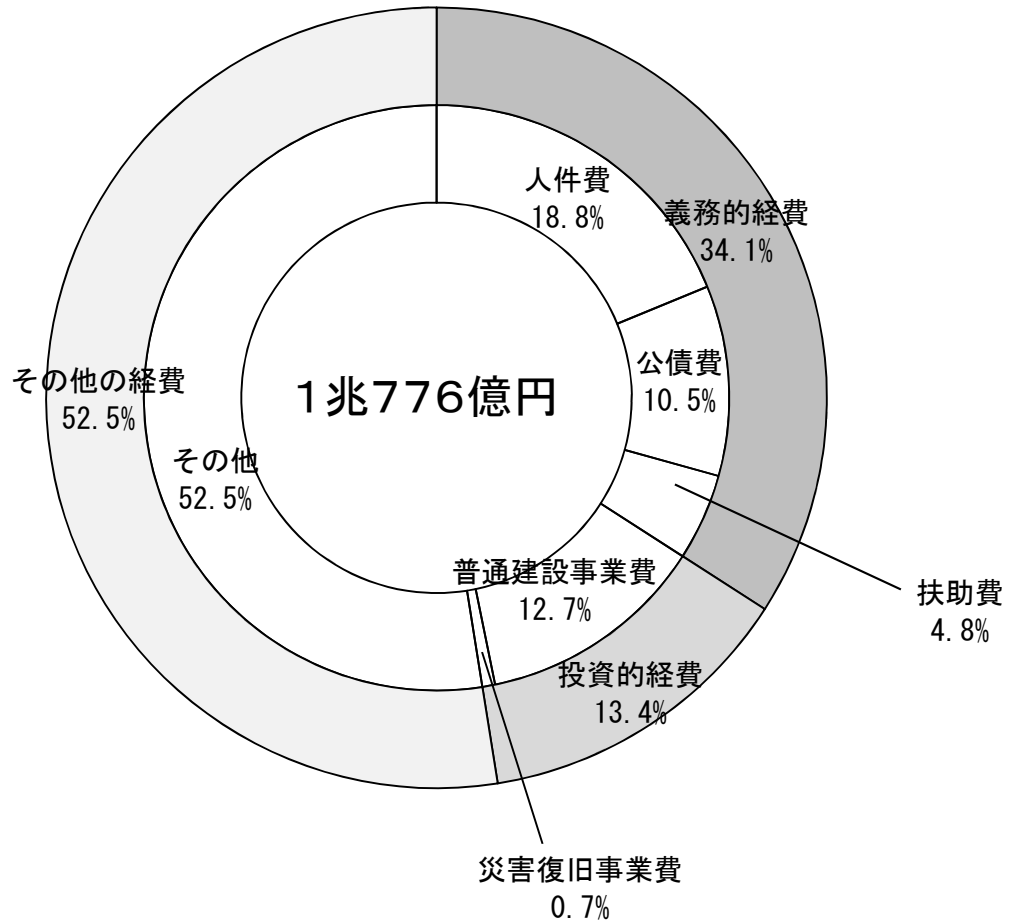 人件費
18.8%
義務的経費
34.1%
公債費
10.5%
その他の経費
52.5%
1兆776億円
その他
52.5%
普通建設事業費
12.7%
扶助費
4.8%
投資的経費
13.4%
災害復旧事業費
0.7%